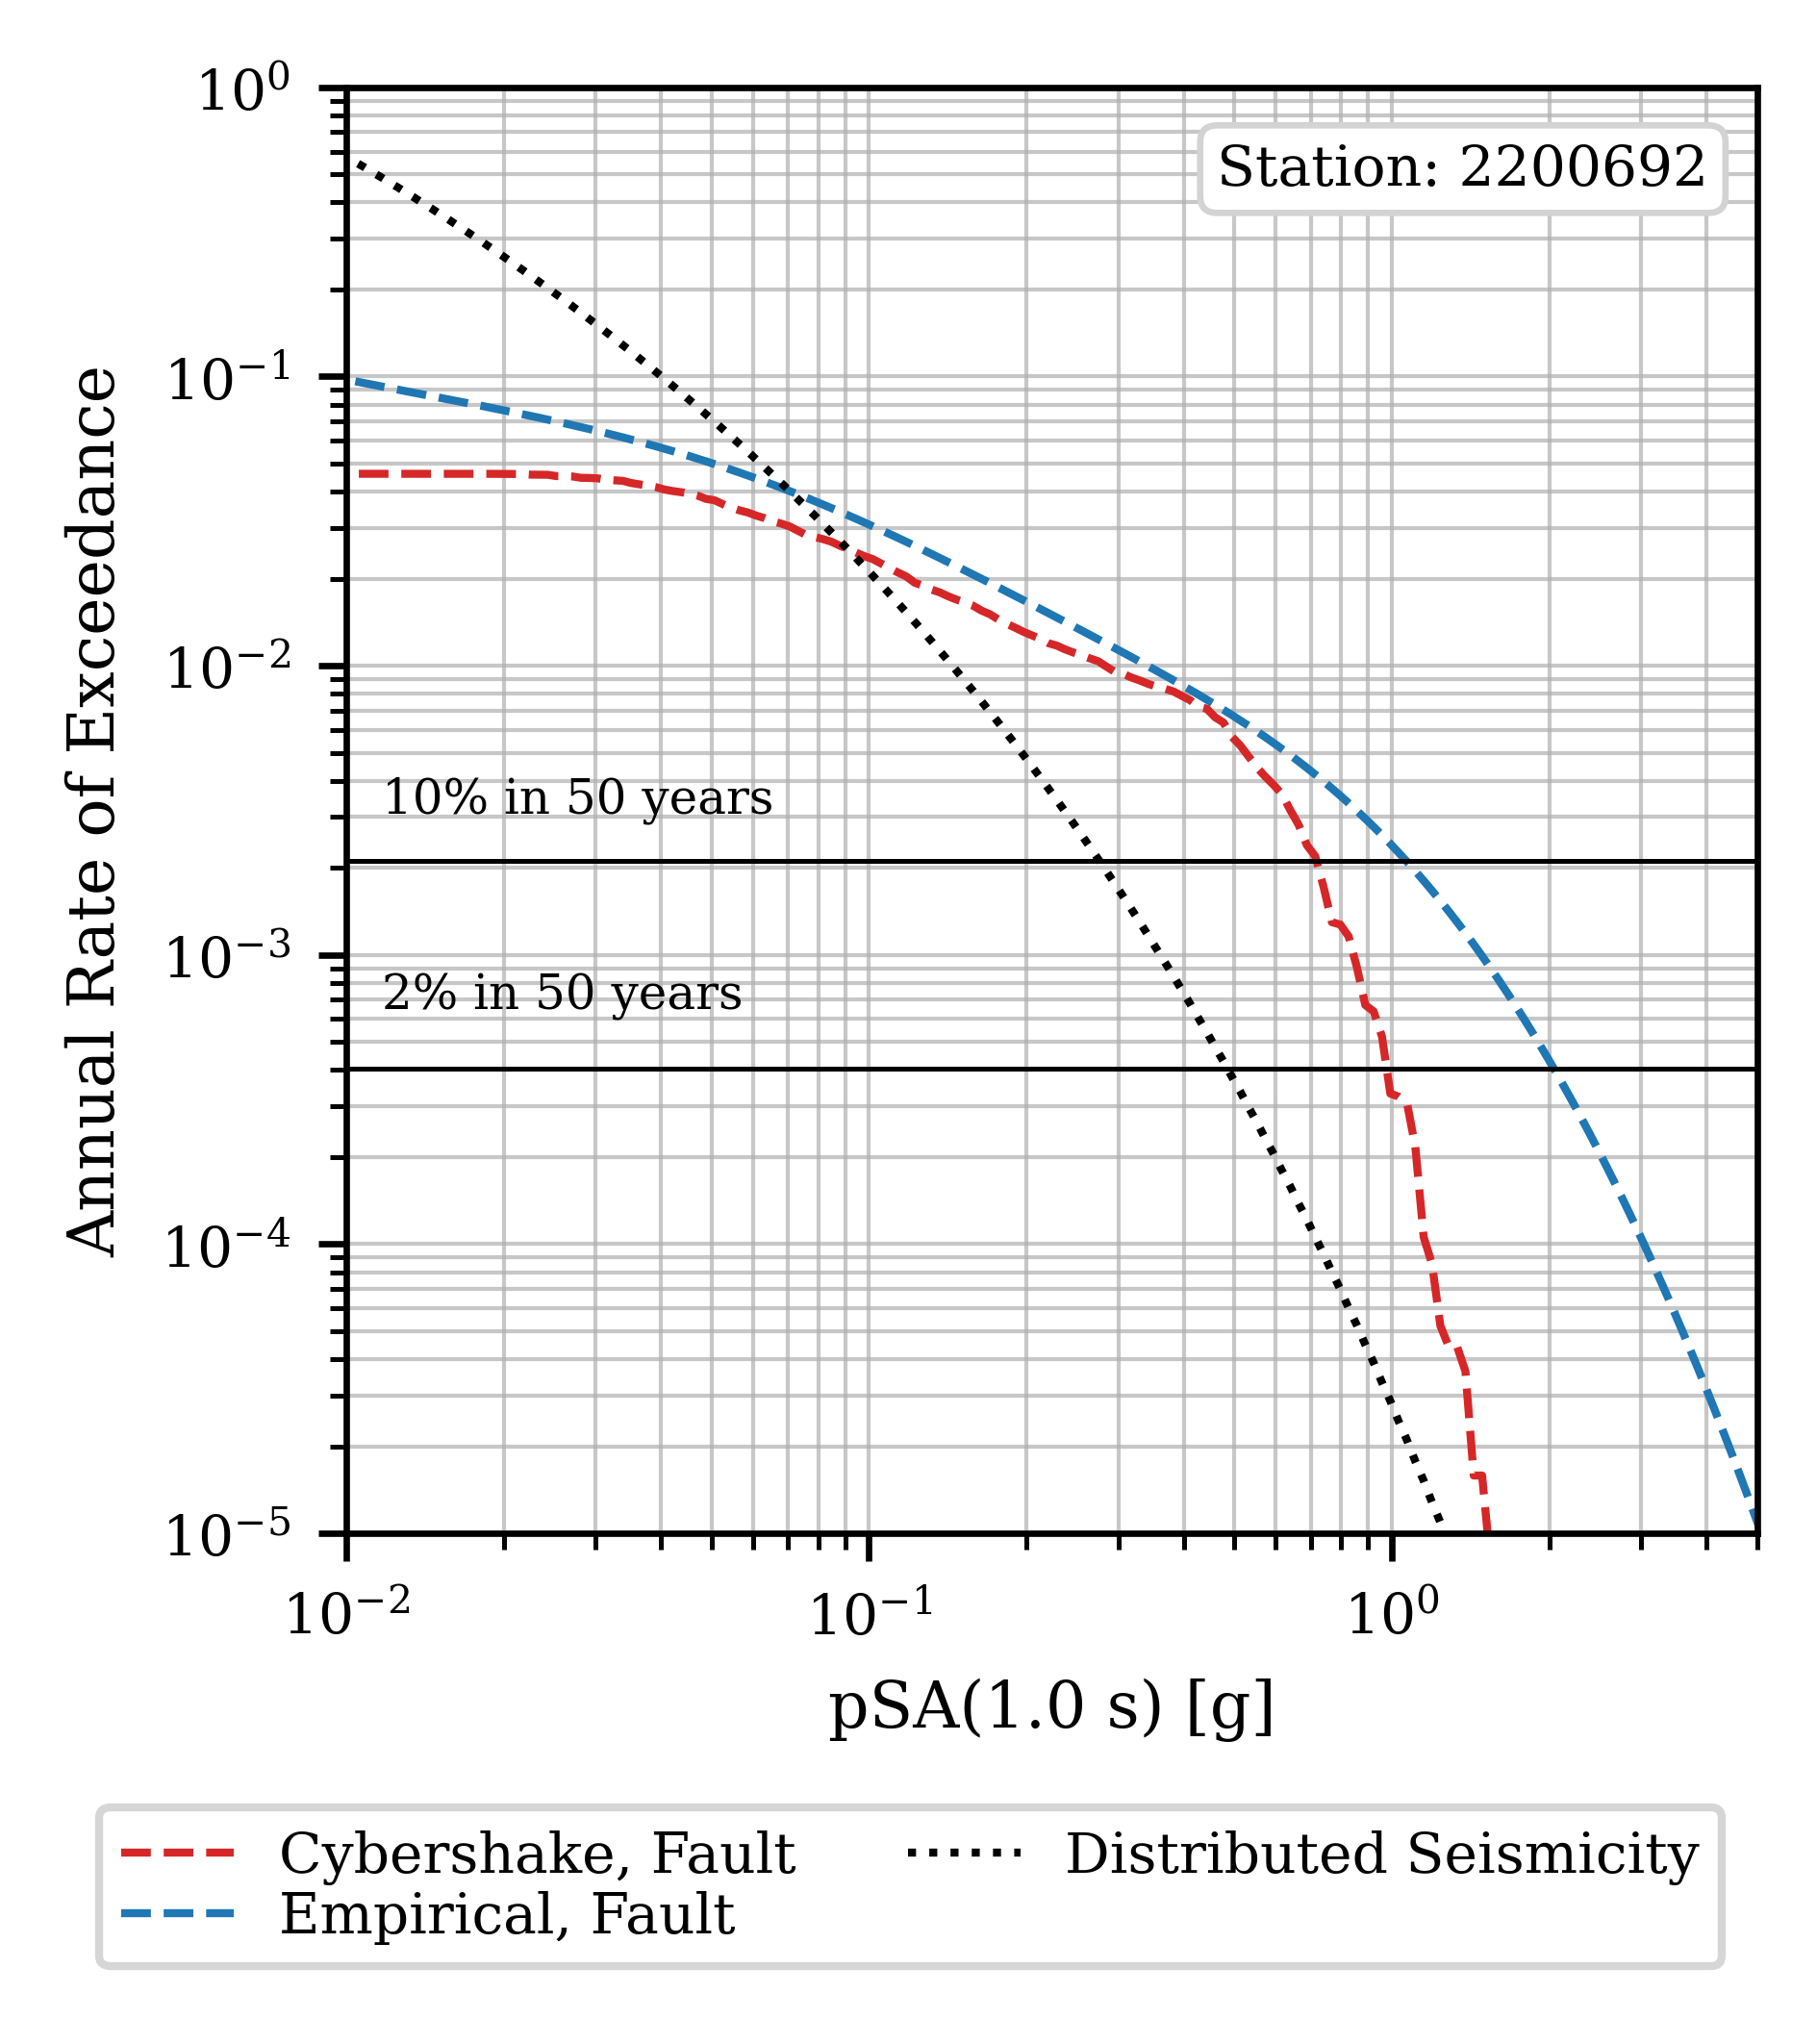 Station: 2200692
10⁰
10⁻¹
10⁻²
10⁻³
10⁻⁴
10⁻⁵
Annual Rate of Exceedance
10% in 50 years
2% in 50 years
10⁻² 10⁻¹ 10⁰
pSA(1.0 s) [g]
Cybershake, Fault
Empirical, Fault
Distributed Seismicity